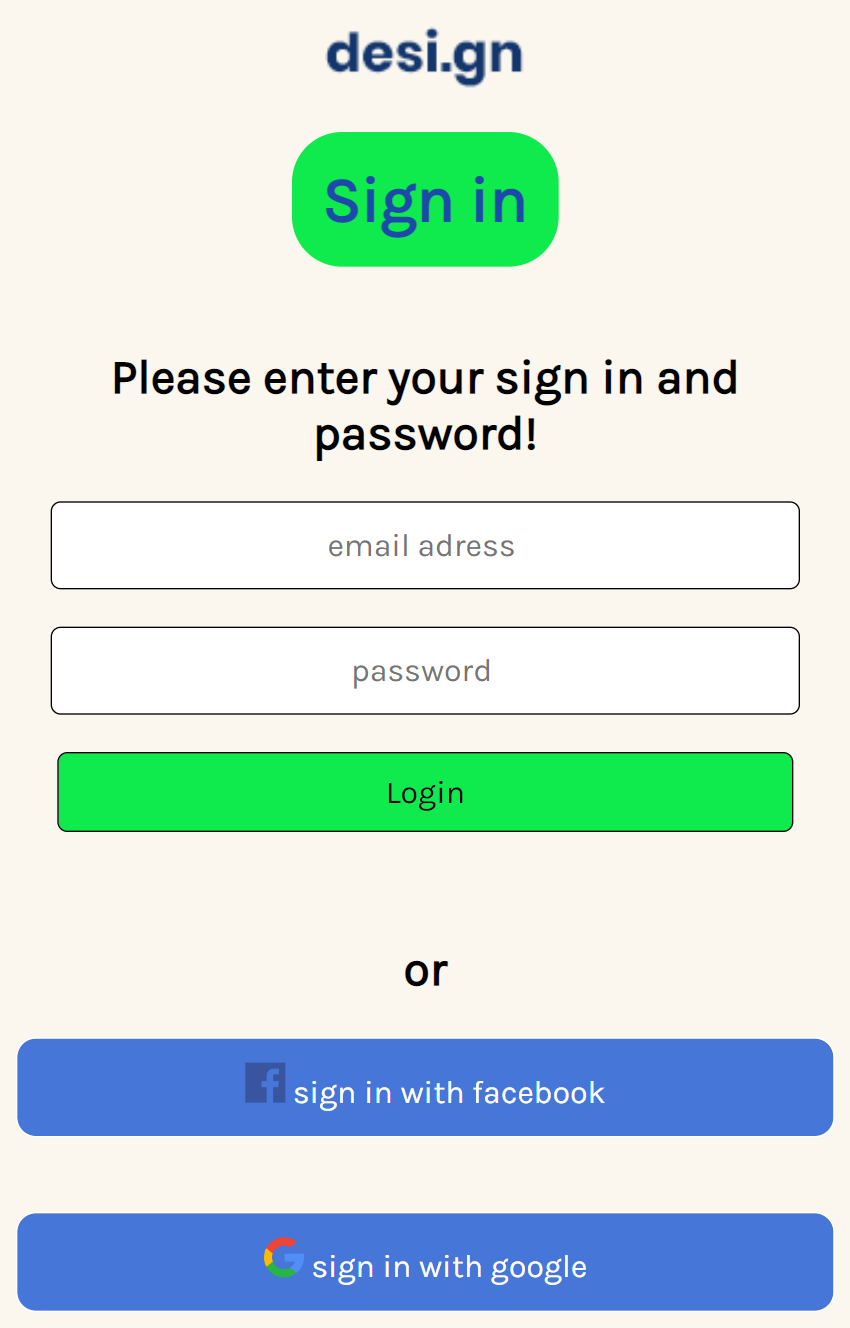 desi.gn
Sign in
Please enter your sign in and
password!
email adress
password
Login
or
sign in with facebook
sign in with google